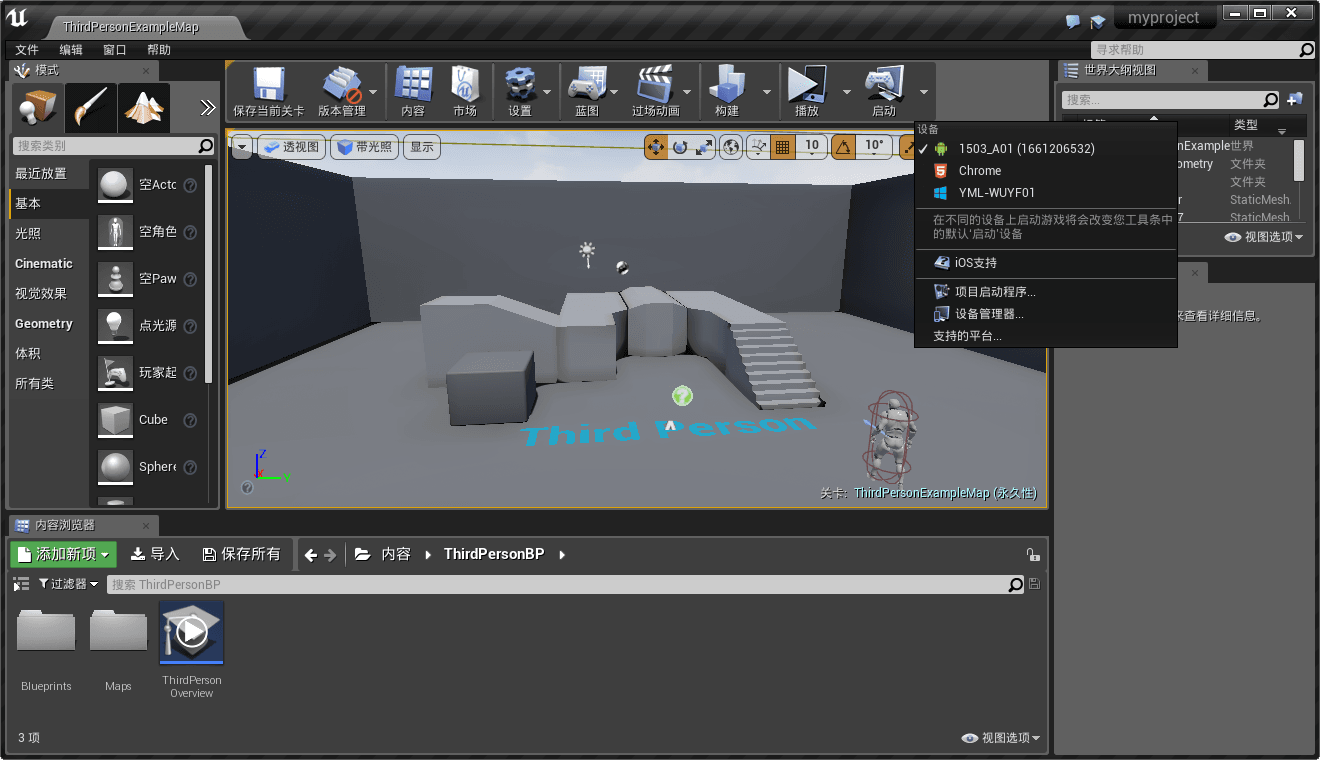 ThirdPersonExampleMap
myproject
文件 编辑 窗口 帮助
寻求帮助
模式
搜索类别
最近放置
基本
光照
Cinematic
视觉效果
Geometry
体积
所有类
空Actc
空角色
空Paw
点光源
玩家起
Cube
Sphere
保存当前关卡
版本管理
内容
市场
设置
蓝图
过场动画
构建
播放
启动
透视图
带光照
显示
10
10°
Third Person
Z
Y
关卡: ThirdPersonExampleMap (永久性)
设备
1503_A01 (1661206532)
Chrome
YML-WUYF01
在不同的设备上启动游戏将会改变您工具条中
的默认'启动'设备
iOS支持
项目启动程序...
设备管理器...
支持的平台...
世界大纲视图
搜索...
类型
nExample世界
ometry 文件夹
文件夹
r StaticMesh.
7 StaticMesh.
视图选项
来查看详细信息。
内容浏览器
添加新项
导入
保存所有
内容
ThirdPersonBP
过滤器
搜索 ThirdPersonBP
Blueprints
Maps
ThirdPerson
Overview
3 项
视图选项